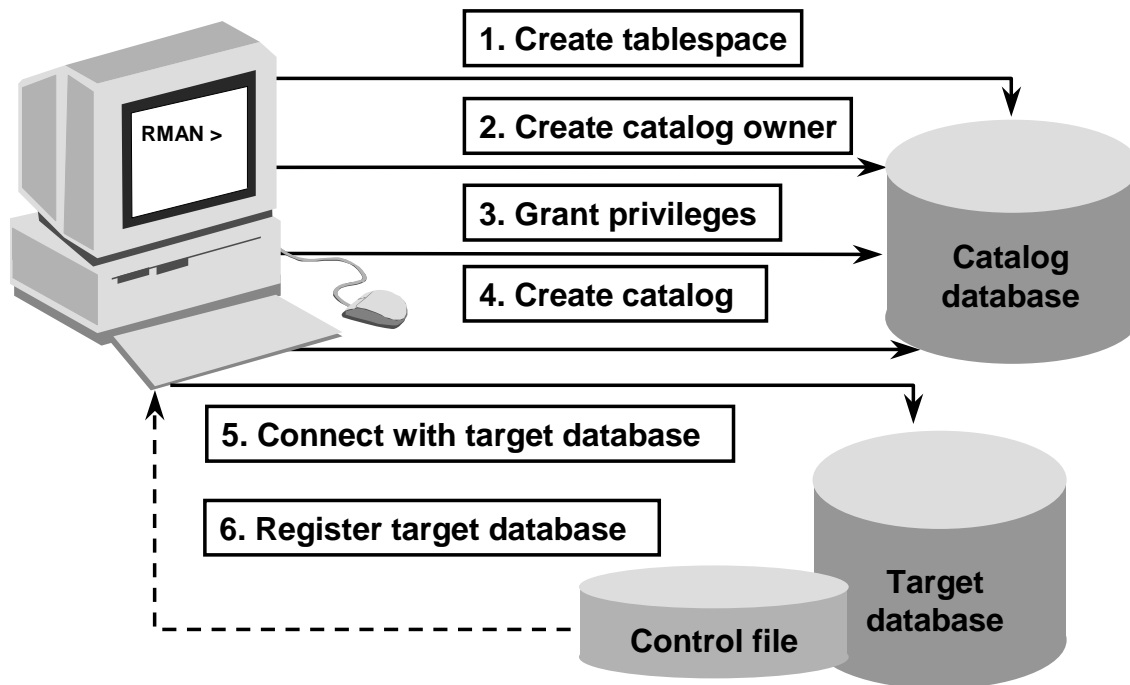 1. Create tablespace
RMAN >
2. Create catalog owner
3. Grant privileges
Catalog
database
4. Create catalog
5. Connect with target database
6. Register target database
Target
database
Control file